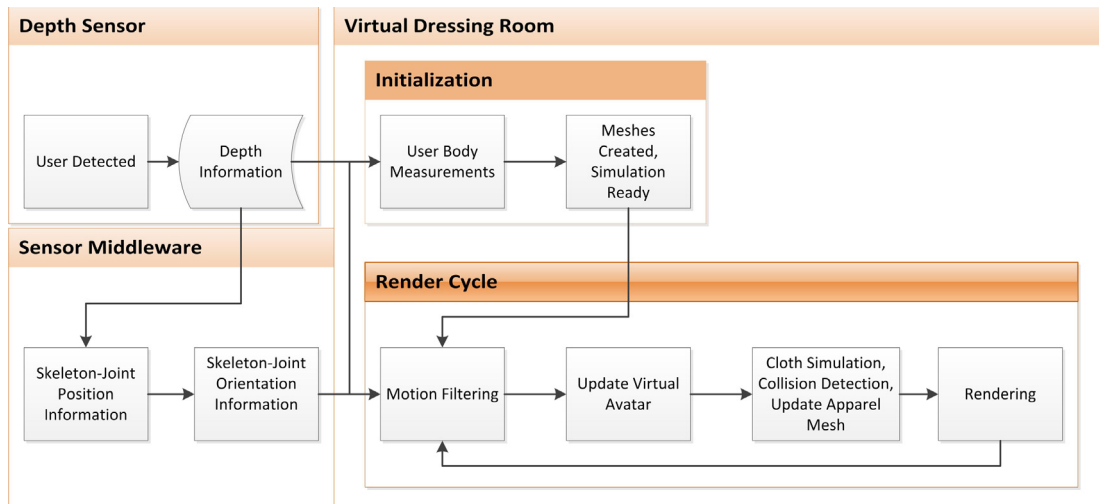 Depth Sensor
Virtual Dressing Room
Initialization
User Detected
Depth
Information
User Body
Measurements
Meshes
Created,
Simulation
Ready
Sensor Middleware
Render Cycle
Skeleton-Joint
Position
Information
Skeleton-Joint
Orientation
Information
Motion Filtering
Update Virtual
Avatar
Cloth Simulation,
Collision Detection,
Update Apparel
Mesh
Rendering